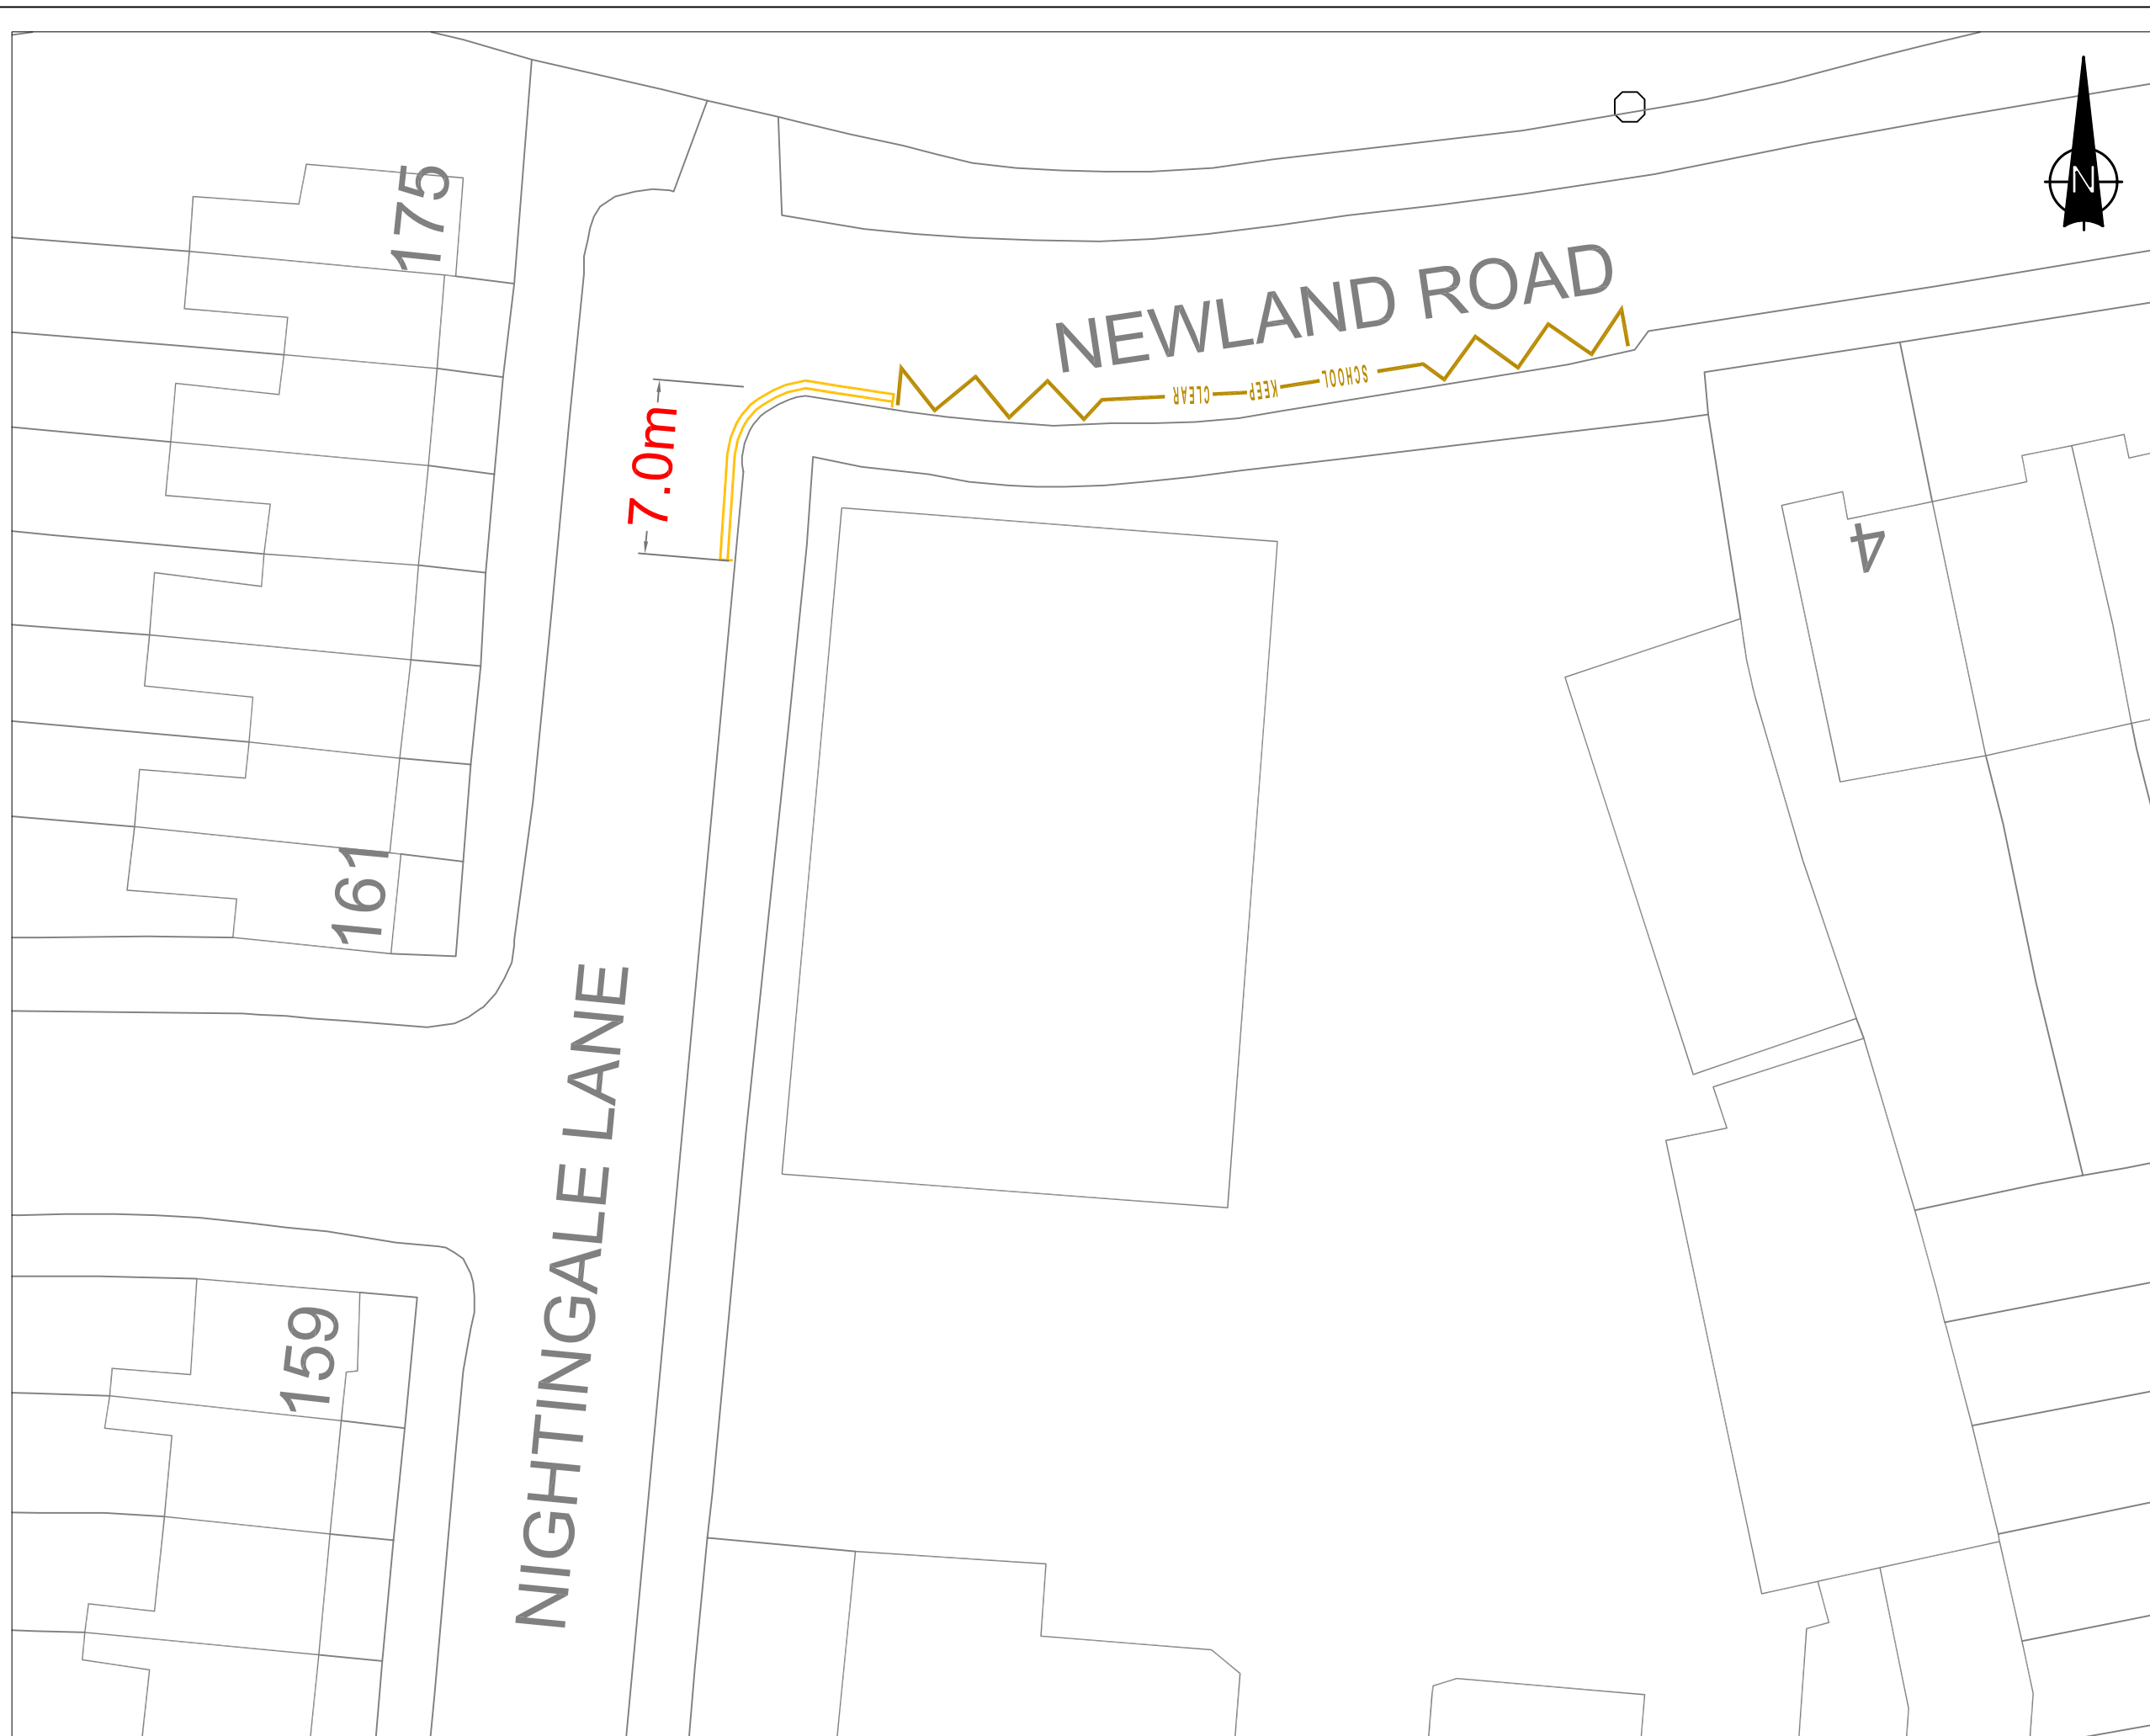 175
N
NEWLAND ROAD
SCHOOL
KEEP
CLEAR
7.0m
4
161
NIGHTINGALE LANE
159